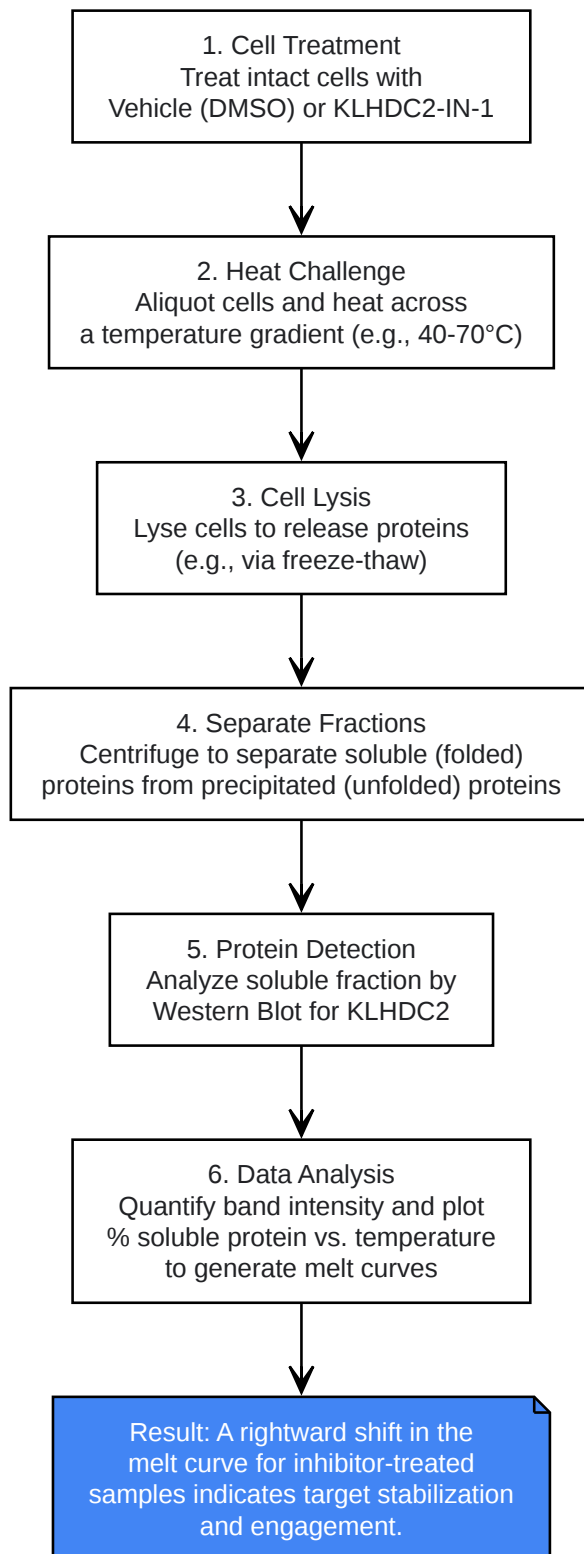 1. Cell Treatment
Treat intact cells with
Vehicle (DMSO) or KLHDC2-IN-1
2. Heat Challenge
Aliquot cells and heat across
a temperature gradient (e.g., 40-70°C)
3. Cell Lysis
Lyse cells to release proteins
(e.g., via freeze-thaw)
4. Separate Fractions
Centrifuge to separate soluble (folded)
proteins from precipitated (unfolded) proteins
5. Protein Detection
Analyze soluble fraction by
Western Blot for KLHDC2
6. Data Analysis
Quantify band intensity and plot
% soluble protein vs. temperature
to generate melt curves
Result: A rightward shift in the
melt curve for inhibitor-treated
samples indicates target stabilization
and engagement.